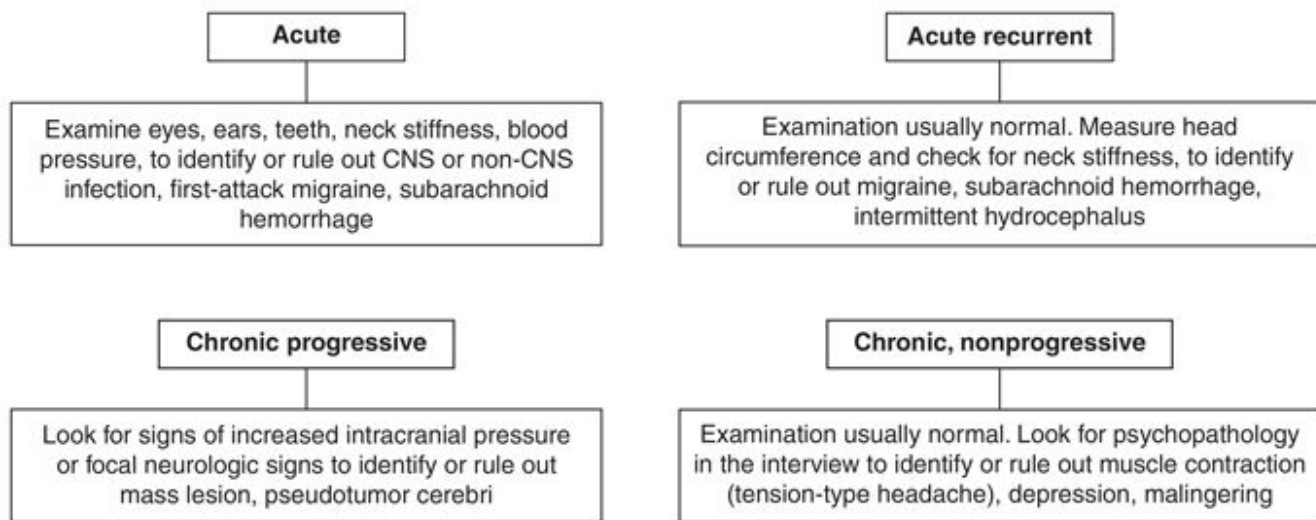 Acute
Examine eyes, ears, teeth, neck stiffness, blood
pressure, to identify or rule out CNS or non-CNS
infection, first-attack migraine, subarachnoid
hemorrhage
Acute recurrent
Examination usually normal. Measure head
circumference and check for neck stiffness, to identify
or rule out migraine, subarachnoid hemorrhage,
intermittent hydrocephalus
Chronic progressive
Look for signs of increased intracranial pressure
or focal neurologic signs to identify or rule out
mass lesion, pseudotumor cerebri
Chronic, nonprogressive
Examination usually normal. Look for psychopathology
in the interview to identify or rule out muscle contraction
(tension-type headache), depression, malingering